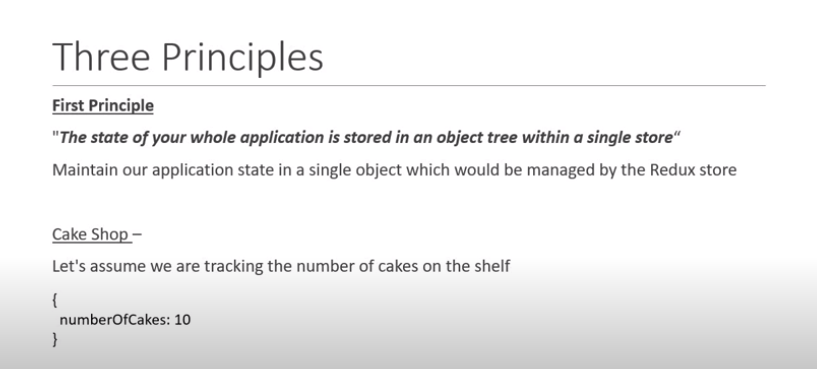 Three Principles
First Principle
"The state of your whole application is stored in an object tree within a single store“
Maintain our application state in a single object which would be managed by the Redux store
Cake Shop –
Let's assume we are tracking the number of cakes on the shelf
{
numberOfCakes: 10
}